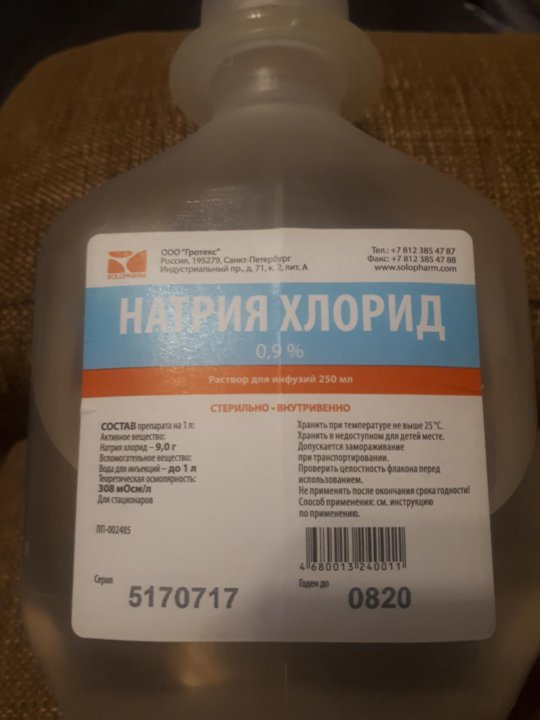 SOLOPHARM
ООО "Гротекс"
Россия, 195279, Санкт-Петербург
Индустриальный пр., д. 71, к. 2, лит. А
Тел.: +7 812 385 47 87
Факс: +7 812 385 47 88
www.solopharm.com
НАТРИЯ ХЛОРИД
0,9 %
Раствор для инфузий 250 мл
СТЕРИЛЬНО • ВНУТРИВЕННО
СОСТАВ препарата на 1 л:
Активное вещество:
Натрия хлорид – 9,0 г
Вспомогательное вещество:
Вода для инъекций – до 1 л
Теоретическая осмолярность:
308 мОсм/л
Для стационаров
ЛП-002485
Хранить при температуре не выше 25 °С.
Хранить в недоступном для детей месте.
Допускается замораживание
при транспортировании.
Проверить целостность флакона перед
использованием.
Не применять после окончания срока годности!
Способ применения: см. инструкцию
по применению.
4 680013 240011
Серия
5170717
Годен до
0820